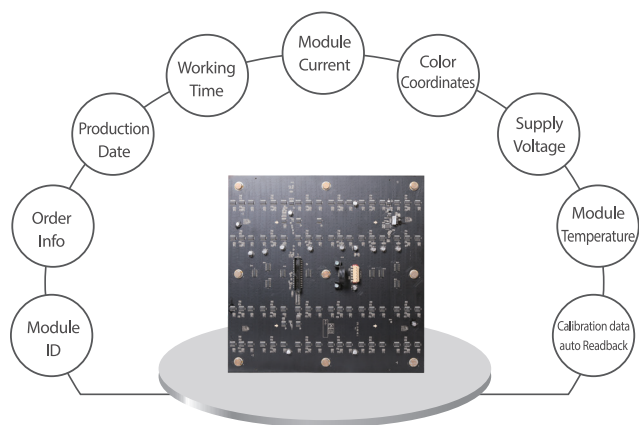 Module
Current
Working
Time
Color
Coordinates
Production
Date
Supply
Voltage
Order
Info
Module
Temperature
Module
ID
Calibration data
auto Readback